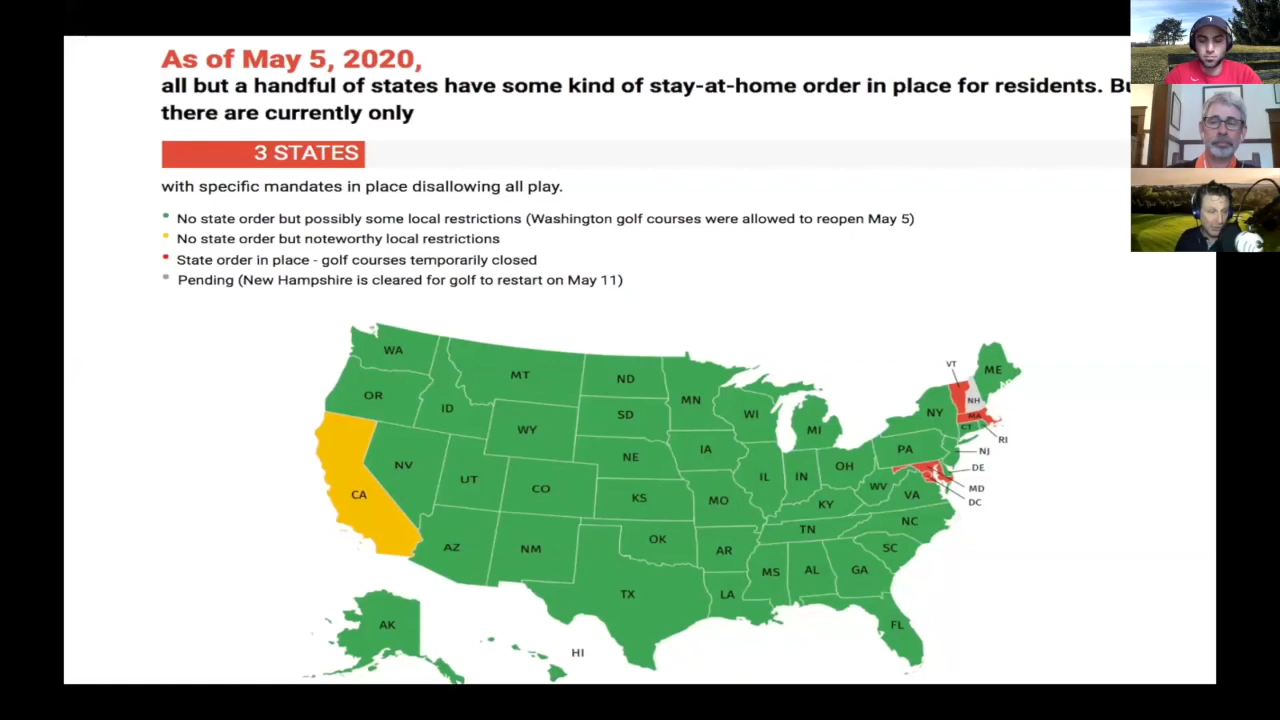 As of May 5, 2020,
all but a handful of states have some kind of stay-at-home order in place for residents.
there are currently only
3 STATES
with specific mandates in place disallowing all play.
No state order but possibly some local restrictions (Washington golf courses were allowed to reopen May 5)
No state order but noteworthy local restrictions
State order in place - golf courses temporarily closed
Pending (New Hampshire is cleared for golf to restart on May 11)
WA
MT
ND
MN
VT
ME
OR
ID
SD
WI
NY
NH
MA
CT
RI
WY
MI
NV
NE
IA
PA
NJ
CA
UT
CO
KS
MO
IL
IN
OH
WV
VA
DE
MD
DC
KY
AZ
NM
OK
AR
TN
NC
SC
TX
LA
MS
AL
GA
FL
AK
HI